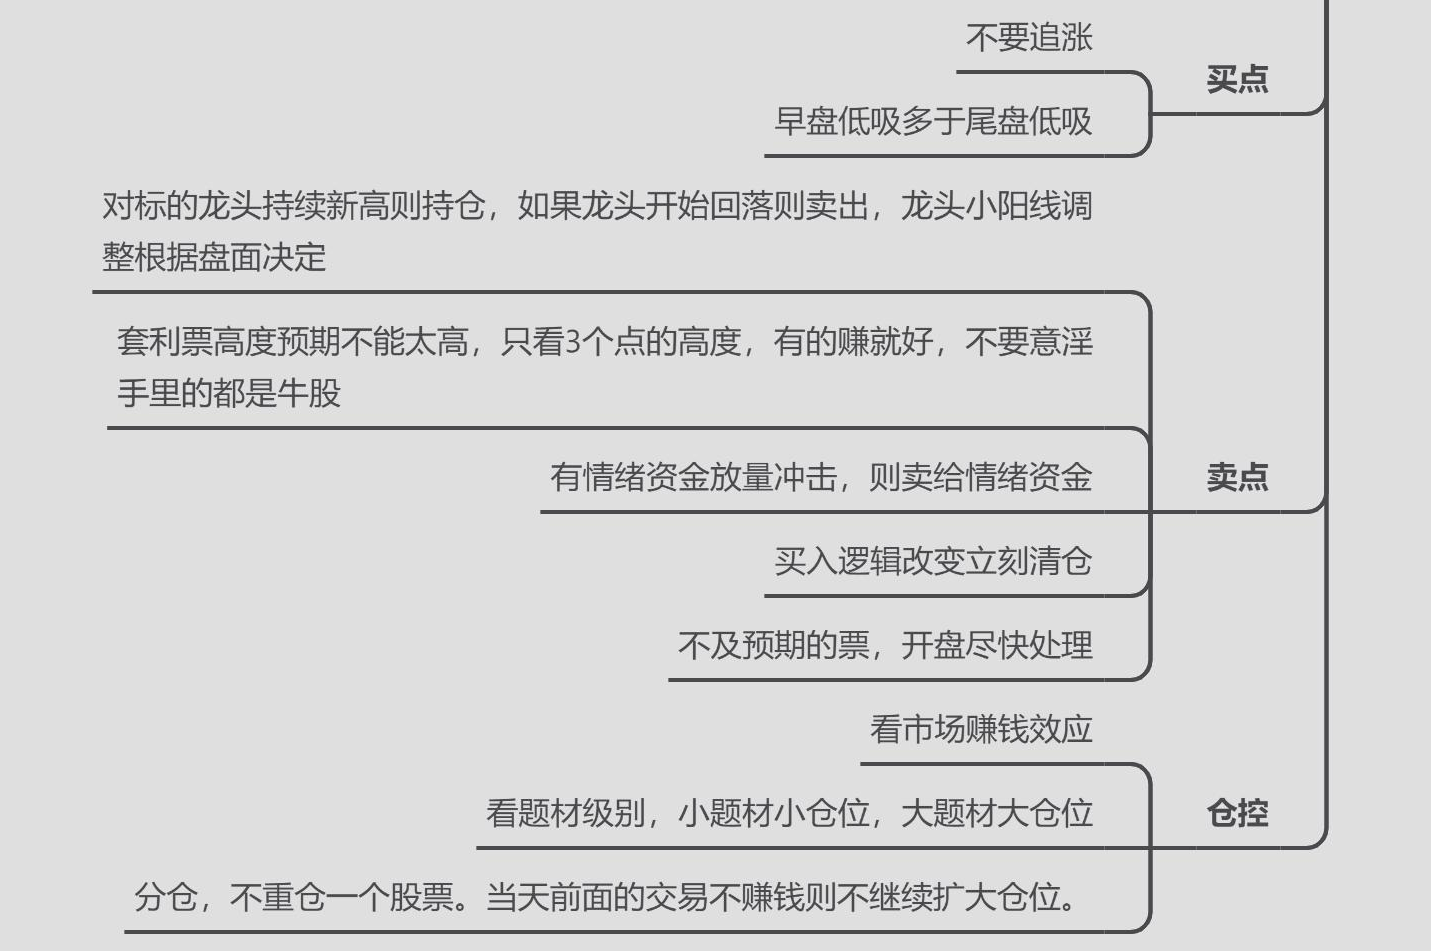 不要追涨
买点
早盘低吸多于尾盘低吸
对标的龙头持续新高则持仓，如果龙头开始回落则卖出，龙头小阳线调
整根据盘面决定
套利票高度预期不能太高，只看3个点的高度，有的赚就好，不要意淫
手里的都是牛股
有情绪资金放量冲击，则卖给情绪资金
卖点
买入逻辑改变立刻清仓
不及预期的票，开盘尽快处理
看市场赚钱效应
看题材级别，小题材小仓位，大题材大仓位
仓控
分仓，不重仓一个股票。当天前面的交易不赚钱则不继续扩大仓位。